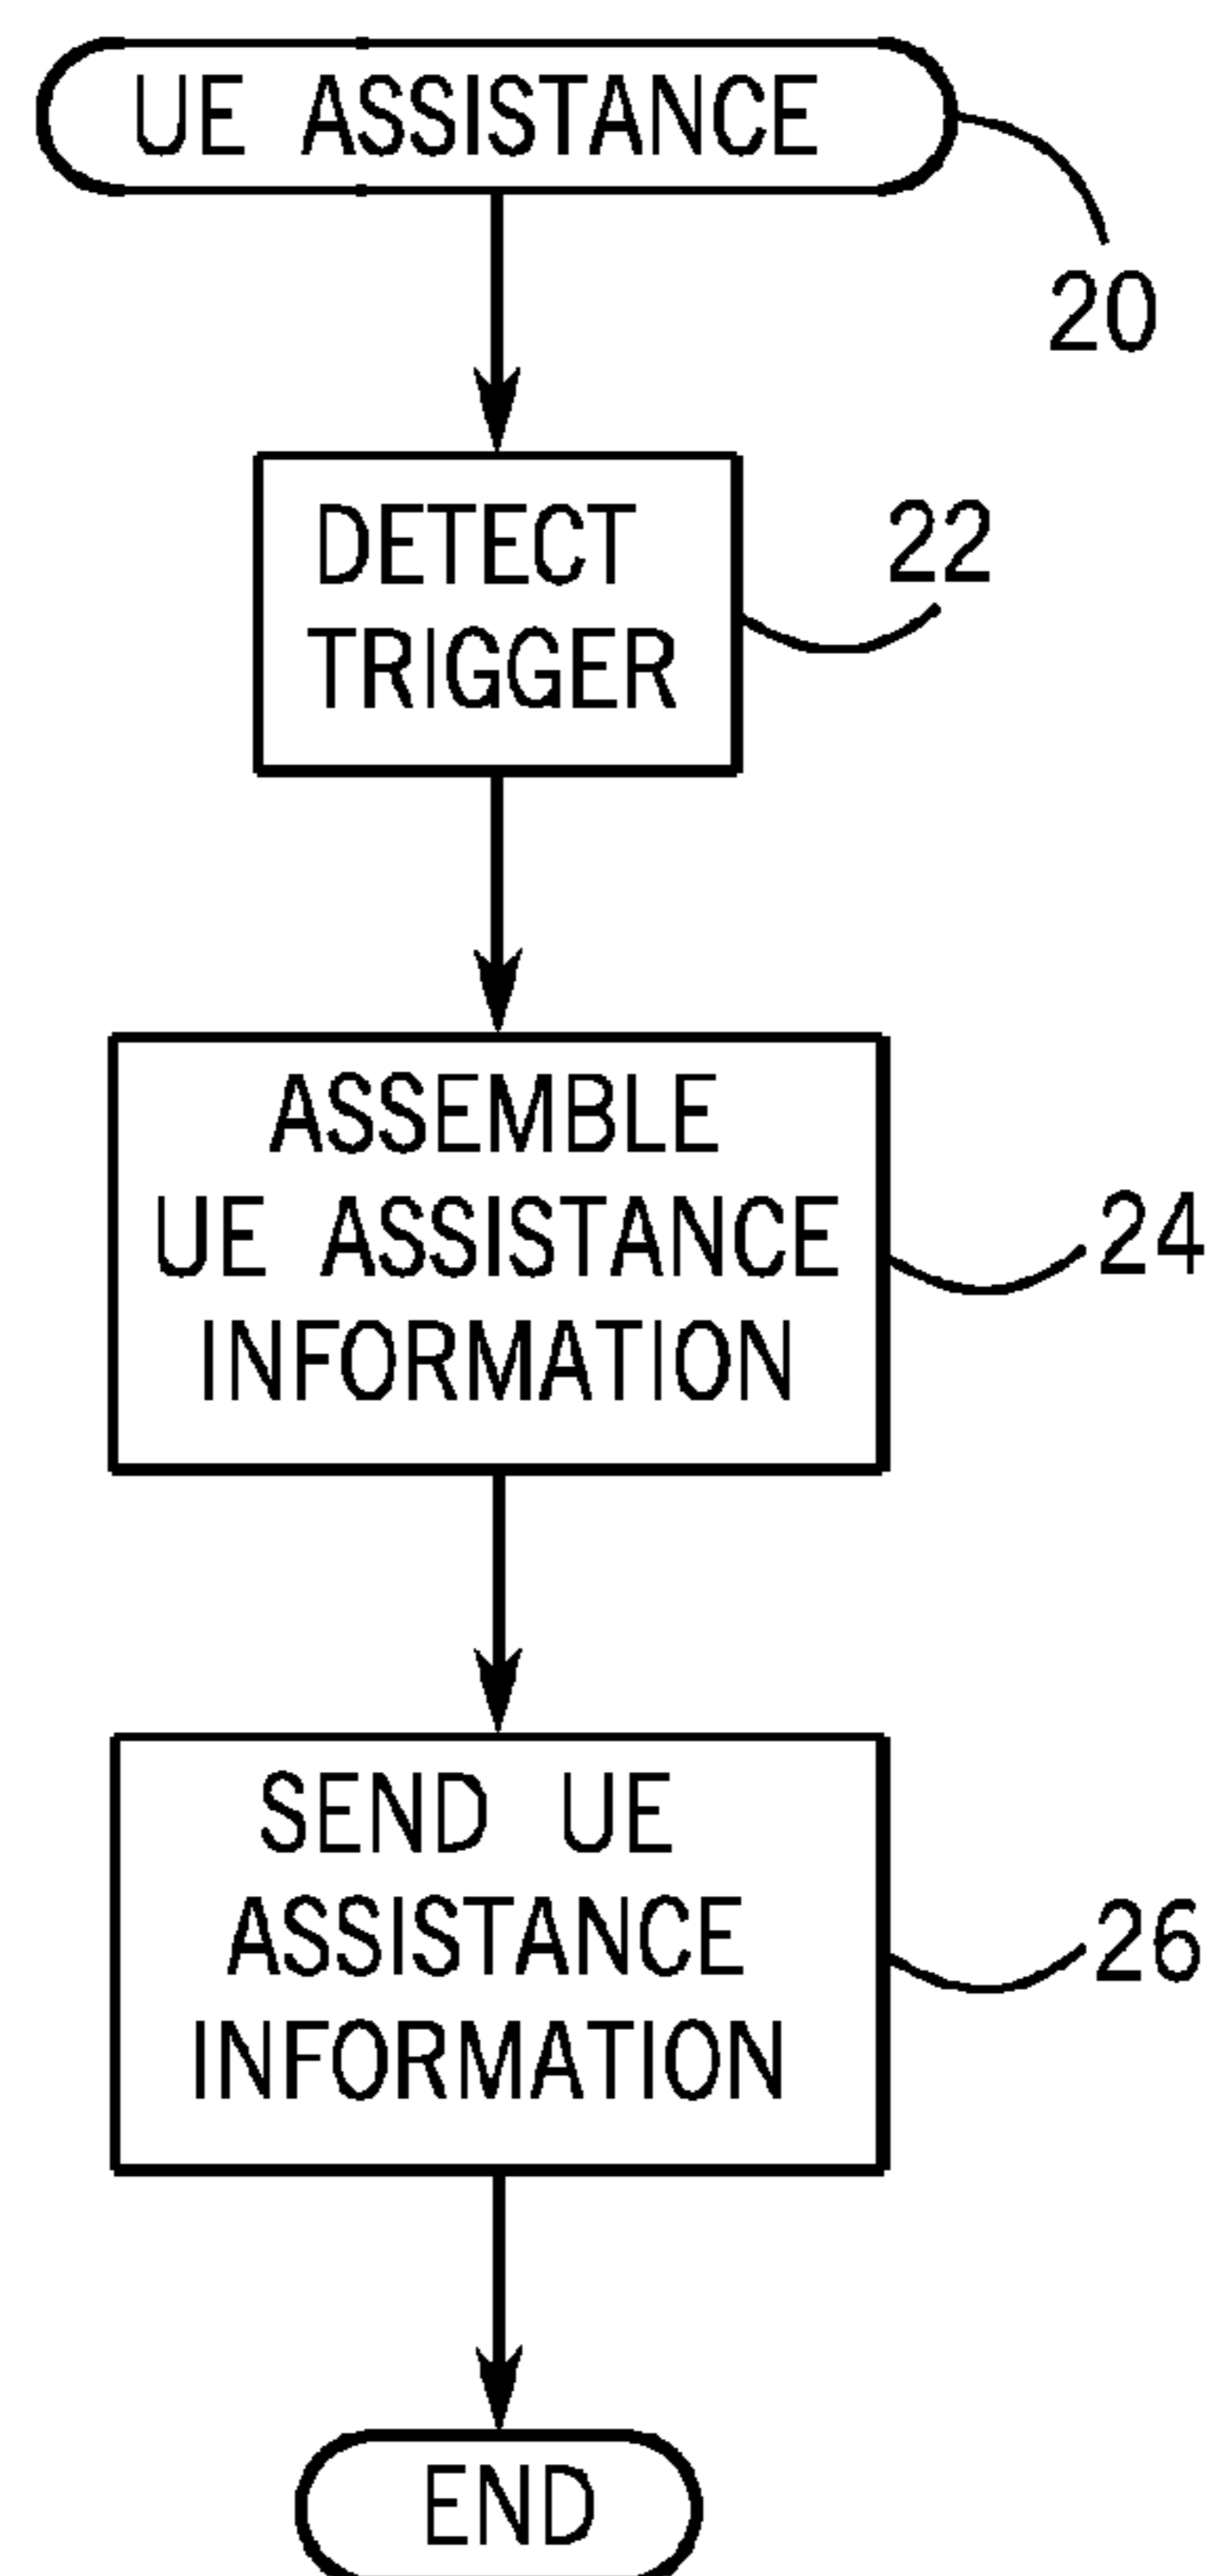 UE ASSISTANCE
20
DETECT
TRIGGER
22
ASSEMBLE
UE ASSISTANCE
INFORMATION
24
SEND UE
ASSISTANCE
INFORMATION
26
END